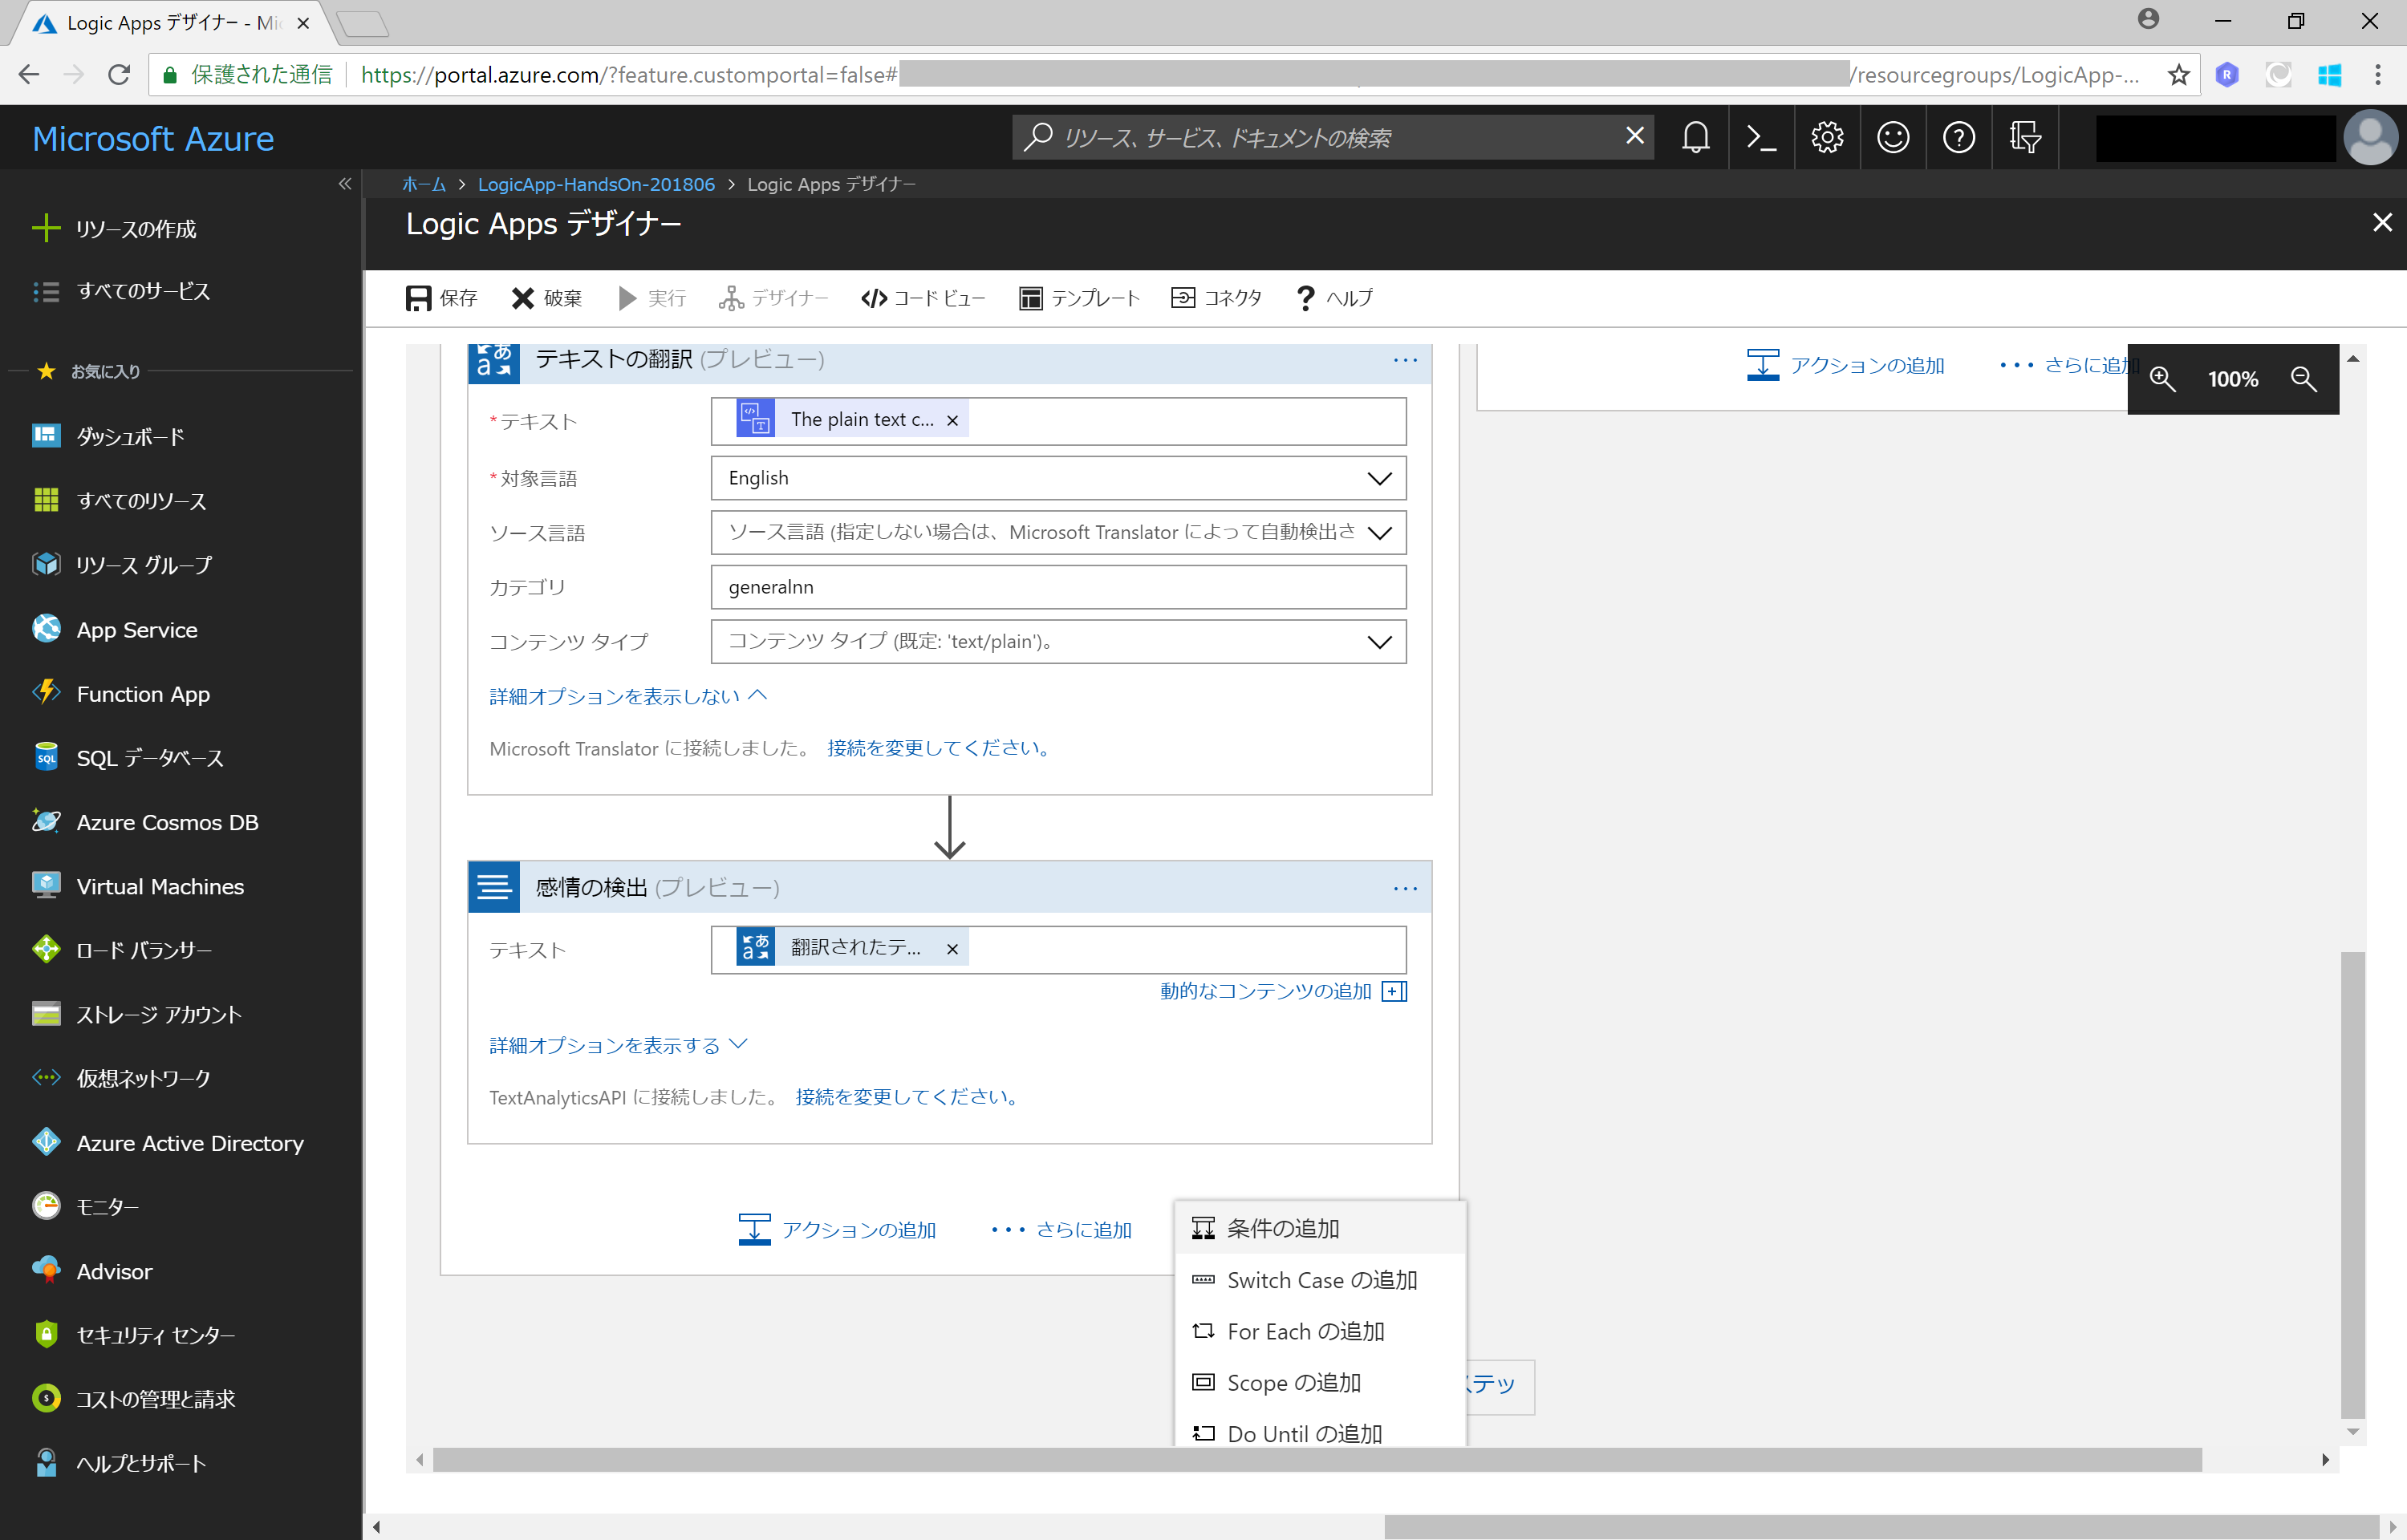 Logic Apps デザイナー - Mi
保護された通信
https://portal.azure.com/?feature.customportal=false#
/resourcegroups/LogicApp-...
Microsoft Azure
リソース、サービス、ドキュメントの検索
ホーム > LogicApp-HandsOn-201806 > Logic Apps デザイナー
Logic Apps デザイナー
リソースの作成
すべてのサービス
お気に入り
ダッシュボード
すべてのリソース
リソース グループ
App Service
Function App
SQL データベース
Azure Cosmos DB
Virtual Machines
ロード バランサー
ストレージ アカウント
仮想ネットワーク
Azure Active Directory
モニター
Advisor
セキュリティ センター
コストの管理と請求
ヘルプとサポート
保存
破棄
実行
デザイナー
コード ビュー
テンプレート
コネクタ
ヘルプ
テキストの翻訳 (プレビュー)
* テキスト
The plain text c...
* 対象言語
English
ソース言語
ソース言語 (指定しない場合は、Microsoft Translator によって自動検出さ
カテゴリ
generalnn
コンテンツ タイプ
コンテンツ タイプ (既定: 'text/plain')。
詳細オプションを表示しない
Microsoft Translator に接続しました。 接続を変更してください。
感情の検出 (プレビュー)
テキスト
翻訳されたテ...
動的なコンテンツの追加
詳細オプションを表示する
TextAnalyticsAPI に接続しました。 接続を変更してください。
アクションの追加
さらに追加
条件の追加
Switch Case の追加
For Each の追加
Scope の追加
Do Until の追加
ステッ
アクションの追加
さらに追加
100%